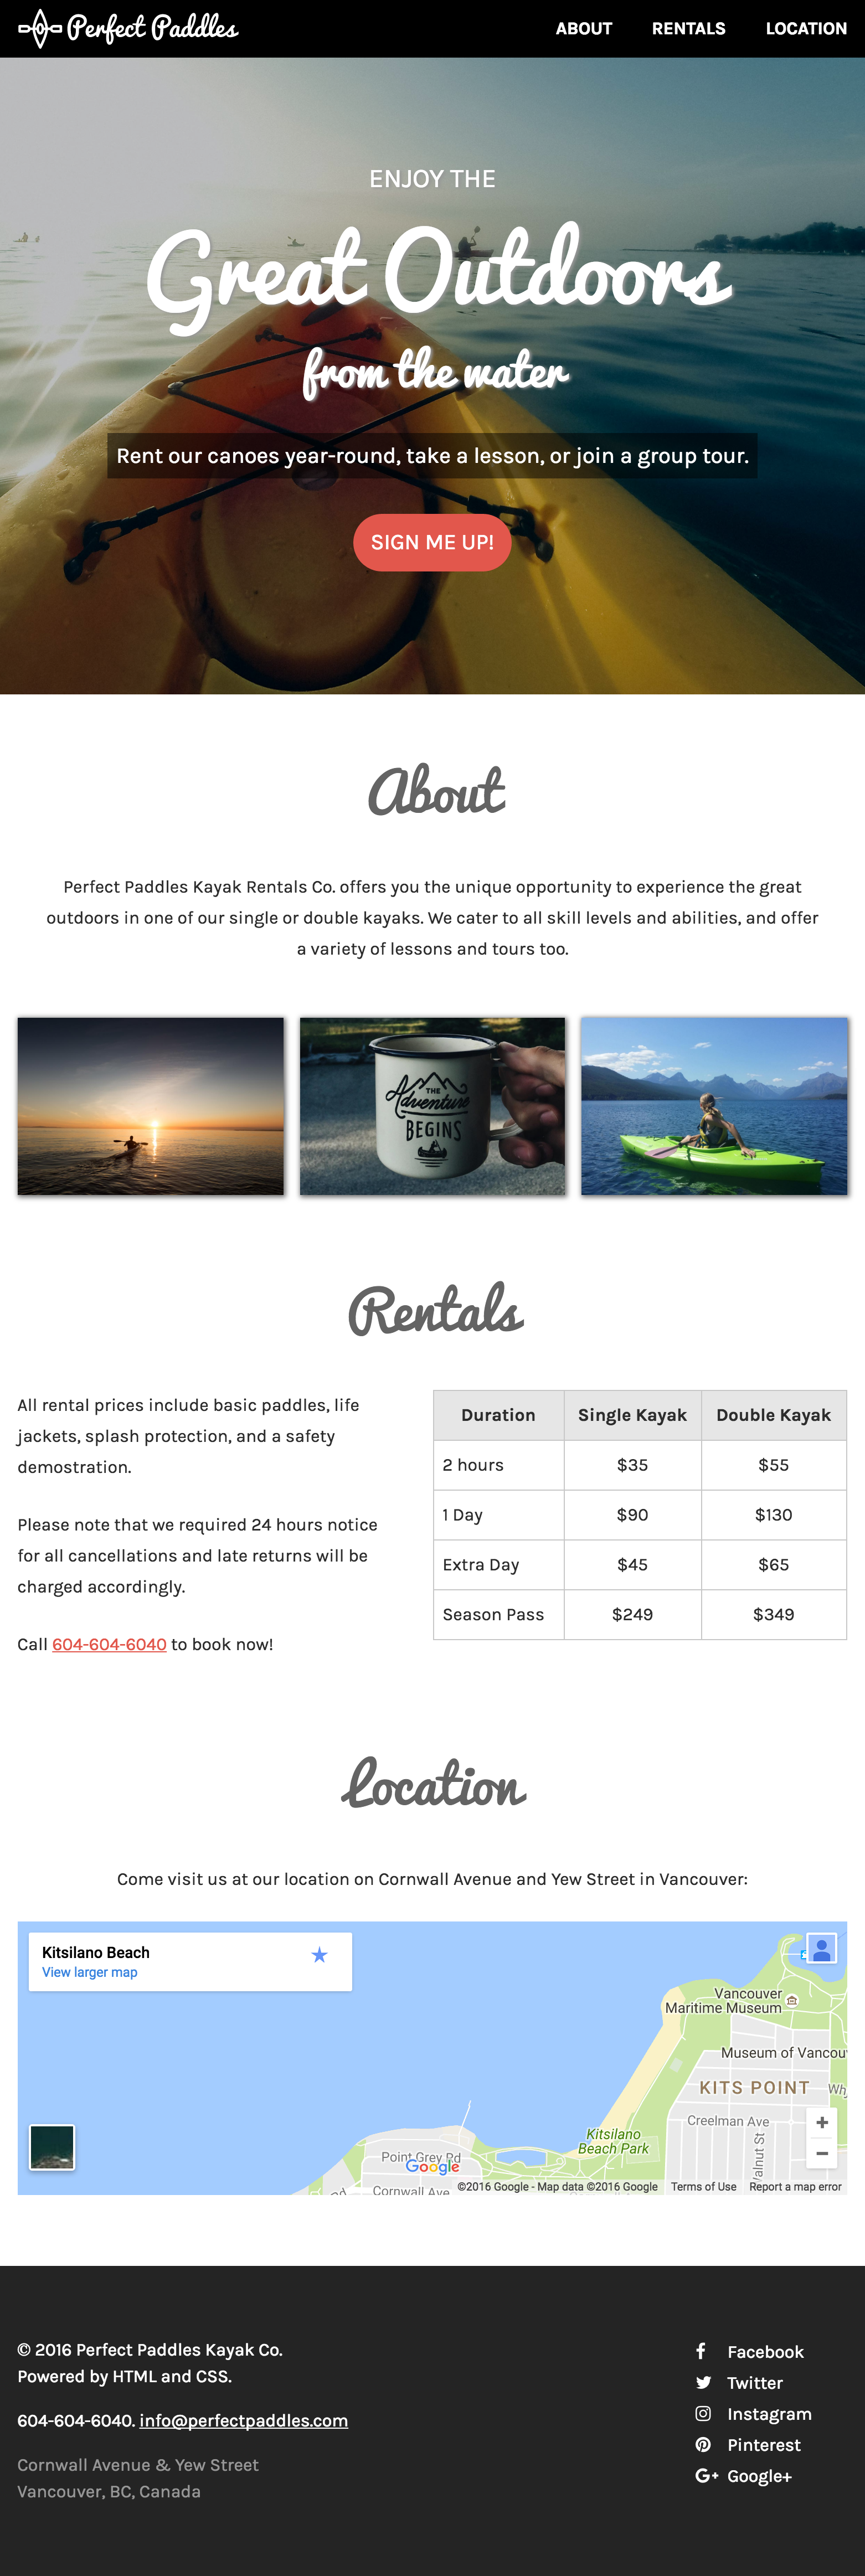 Perfect Paddles
ABOUT RENTALS LOCATION
ENJOY THE
Great Outdoors
from the water
Rent our canoes year-round, take a lesson, or join a group tour.
SIGN ME UP!
About
Perfect Paddles Kayak Rentals Co. offers you the unique opportunity to experience the great
outdoors in one of our single or double kayaks. We cater to all skill levels and abilities, and offer
a variety of lessons and tours too.
THE
Adventure
BEGINS
Rentals
All rental prices include basic paddles, life
jackets, splash protection, and a safety
demostration.
Please note that we required 24 hours notice
for all cancellations and late returns will be
charged accordingly.
Call 604-604-6040 to book now!
Duration Single Kayak Double Kayak
2 hours $35 $55
1 Day $90 $130
Extra Day $45 $65
Season Pass $249 $349
Location
Come visit us at our location on Cornwall Avenue and Yew Street in Vancouver:
Kitsilano Beach
View larger map
Vancouver
Maritime Museum
Museum of Vancou
KITS POINT
Creelman Ave
Kitsilano
Beach Park
Point Grey Rd
Google
Cornwall Ave
©2016 Google - Map data ©2016 Google Terms of Use Report a map error
© 2016 Perfect Paddles Kayak Co.
Powered by HTML and CSS.
604-604-6040. info@perfectpaddles.com
Cornwall Avenue & Yew Street
Vancouver, BC, Canada
Facebook
Twitter
Instagram
Pinterest
G+ Google+